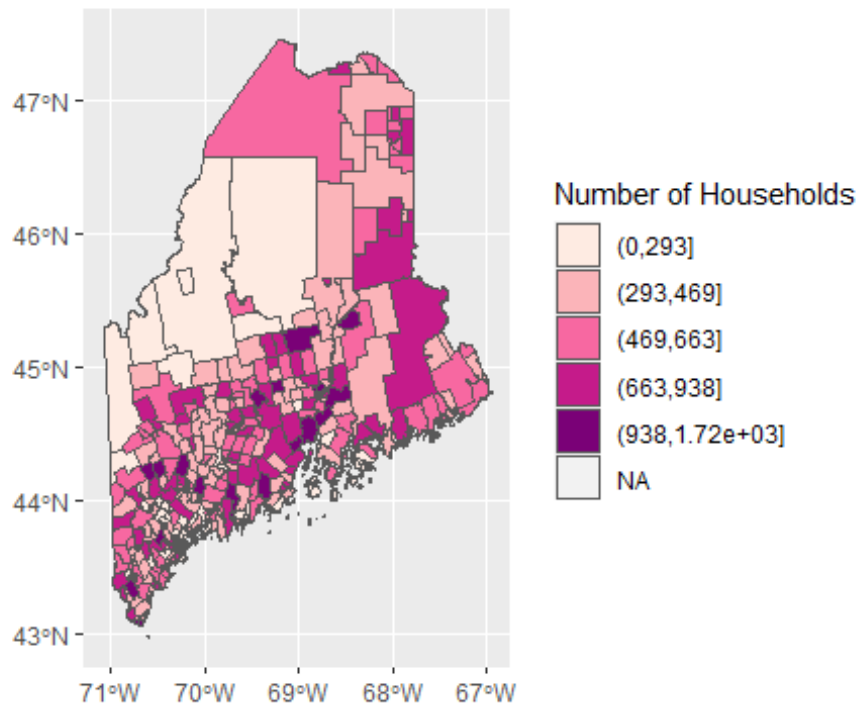 47°N
46°N
45°N
44°N
43°N
71°W 70°W 69°W 68°W 67°W
Number of Households
(0,293]
(293,469]
(469,663]
(663,938]
(938,1.72e+03]
NA